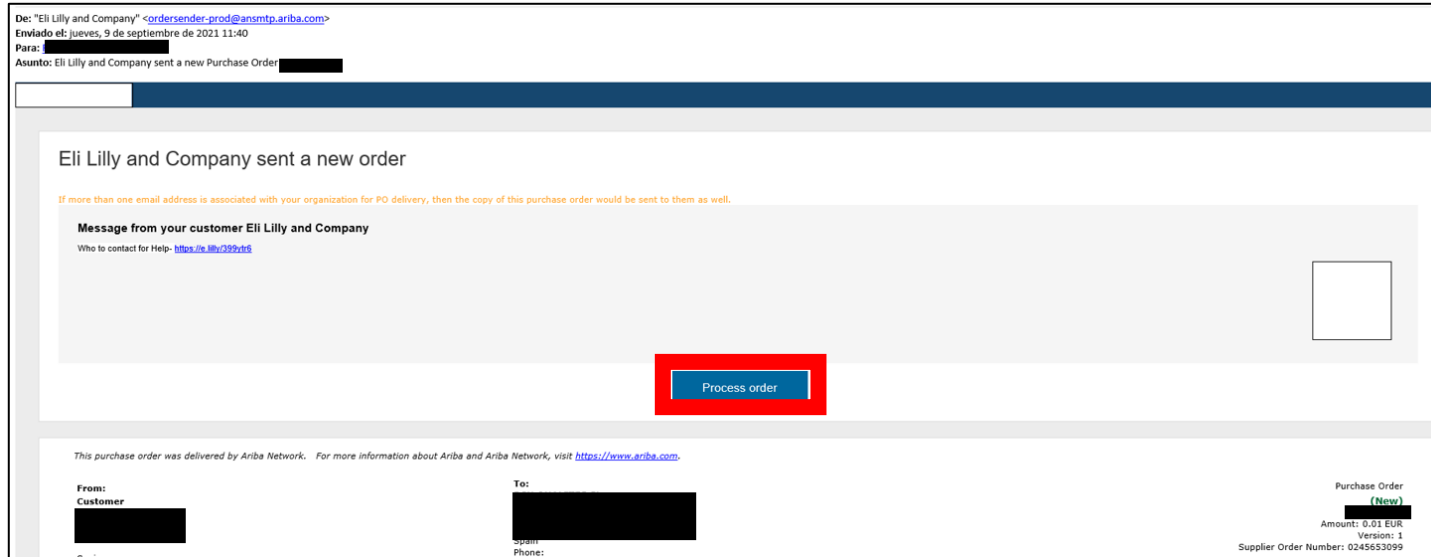 De: "Eli Lilly and Company" <ordersender-prod@ansmtp.ariba.com>
Enviado el: jueves, 9 de septiembre de 2021 11:40
Para:
Asunto: Eli Lilly and Company sent a new Purchase Order
Eli Lilly and Company sent a new order
If more than one email address is associated with your organization for PO delivery, then the copy of this purchase order would be sent to them as well.
Message from your customer Eli Lilly and Company
Who to contact for Help- https://e.lilly/399ytr6
Process order
This purchase order was delivered by Ariba Network. For more information about Ariba and Ariba Network, visit https://www.ariba.com.
From:
Customer
To:
Spain
Phone:
Purchase Order
(New)
Amount: 0.01 EUR
Version: 1
Supplier Order Number: 0245653099